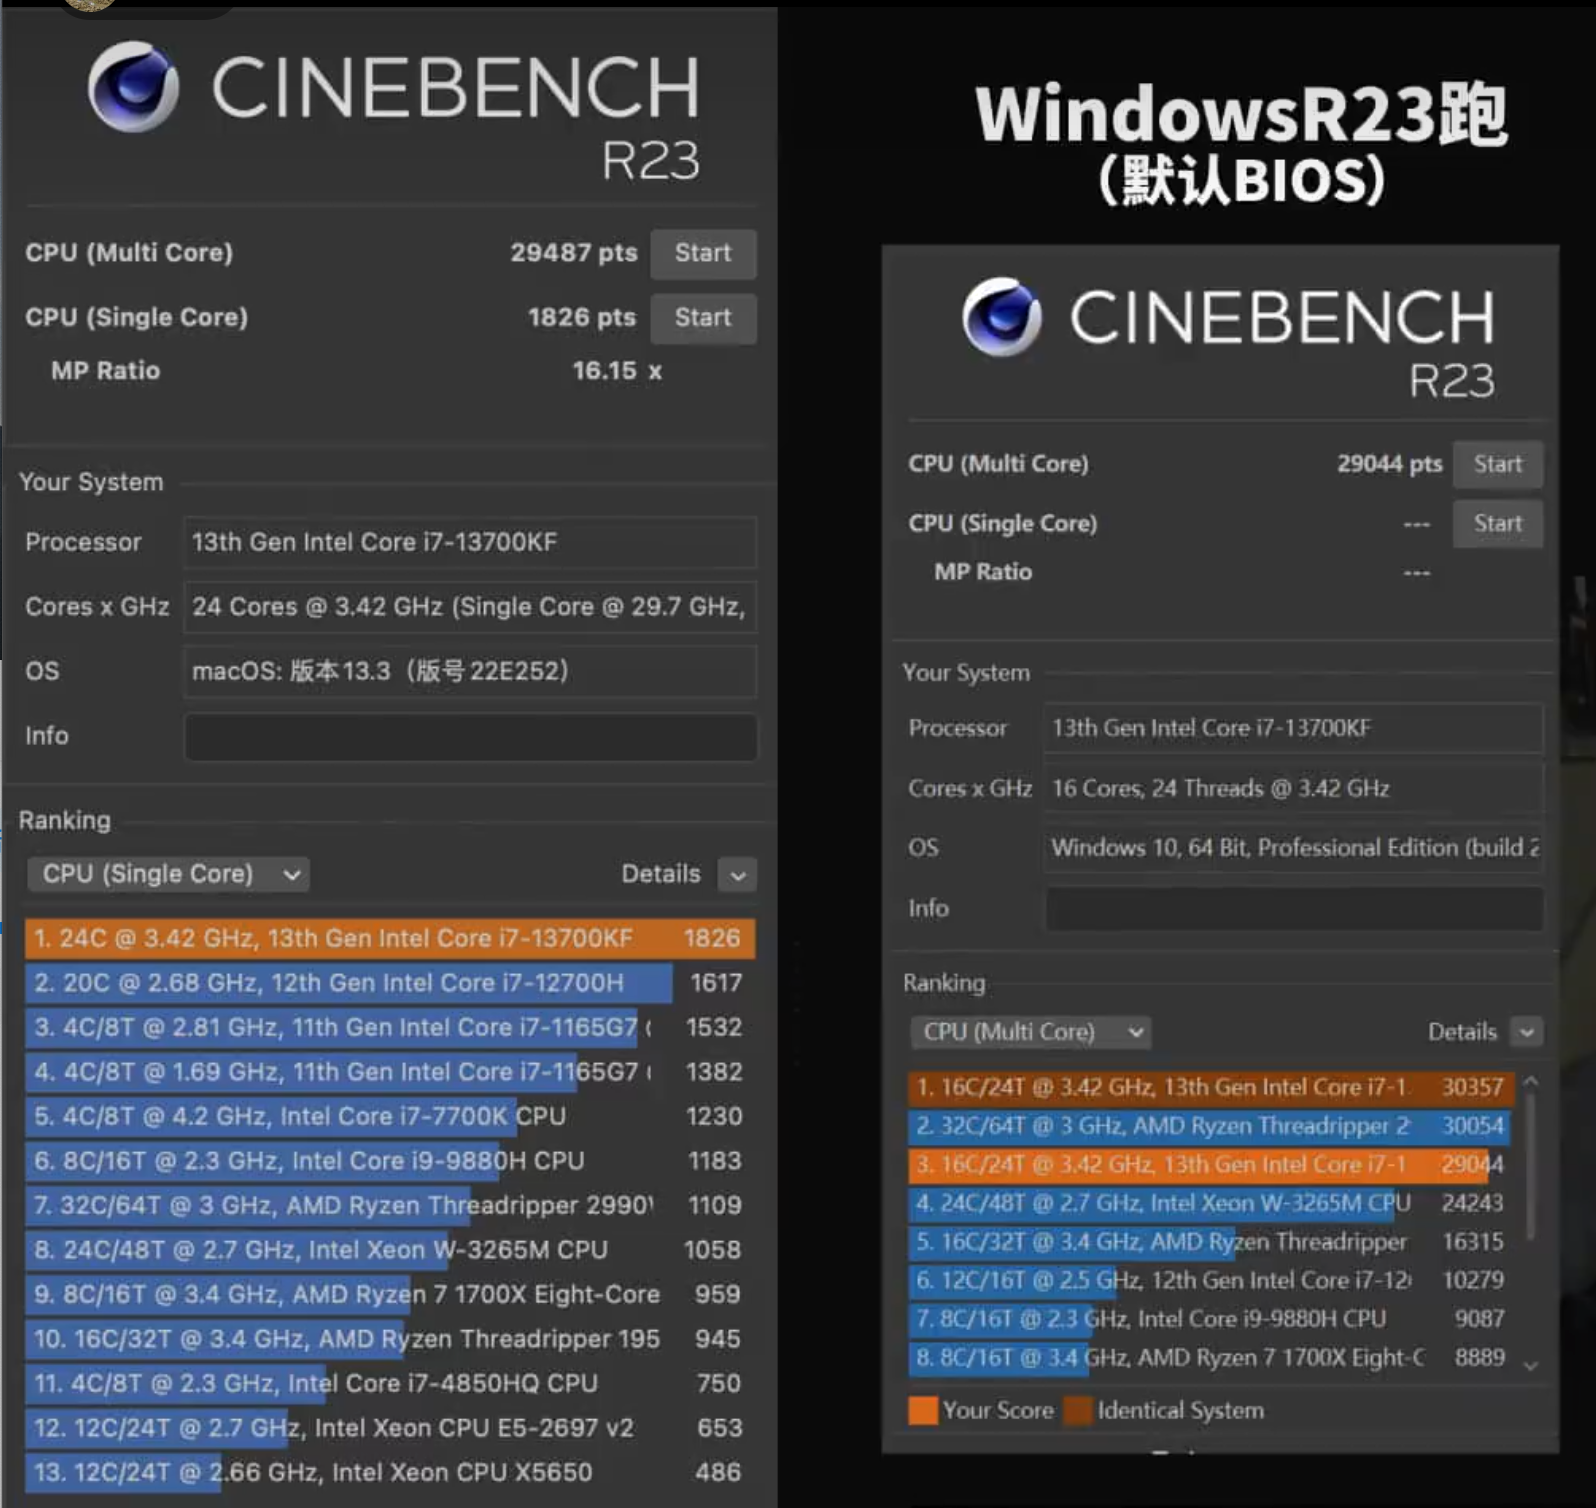 CINEBENCH
R23
CPU (Multi Core) 29487 pts Start
CPU (Single Core) 1826 pts Start
MP Ratio 16.15 x
Your System
Processor 13th Gen Intel Core i7-13700KF
Cores x GHz 24 Cores @ 3.42 GHz (Single Core @ 29.7 GHz,
OS macOS: 版本13.3（版号22E252）
Info
Ranking
CPU (Single Core) Details
1. 24C @ 3.42 GHz, 13th Gen Intel Core i7-13700KF 1826
2. 20C @ 2.68 GHz, 12th Gen Intel Core i7-12700H 1617
3. 4C/8T @ 2.81 GHz, 11th Gen Intel Core i7-1165G7 ( 1532
4. 4C/8T @ 1.69 GHz, 11th Gen Intel Core i7-1165G7 ( 1382
5. 4C/8T @ 4.2 GHz, Intel Core i7-7700K CPU 1230
6. 8C/16T @ 2.3 GHz, Intel Core i9-9880H CPU 1183
7. 32C/64T @ 3 GHz, AMD Ryzen Threadripper 2990 1109
8. 24C/48T @ 2.7 GHz, Intel Xeon W-3265M CPU 1058
9. 8C/16T @ 3.4 GHz, AMD Ryzen 7 1700X Eight-Core 959
10. 16C/32T @ 3.4 GHz, AMD Ryzen Threadripper 195 945
11. 4C/8T @ 2.3 GHz, Intel Core i7-4850HQ CPU 750
12. 12C/24T @ 2.7 GHz, Intel Xeon CPU E5-2697 v2 653
13. 12C/24T @ 2.66 GHz, Intel Xeon CPU X5650 486
WindowsR23跑
（默认BIOS）
CINEBENCH
R23
CPU (Multi Core) 29044 pts Start
CPU (Single Core) --- Start
MP Ratio ---
Your System
Processor 13th Gen Intel Core i7-13700KF
Cores x GHz 16 Cores, 24 Threads @ 3.42 GHz
OS Windows 10, 64 Bit, Professional Edition (build 2
Info
Ranking
CPU (Multi Core) Details
1. 16C/24T @ 3.42 GHz, 13th Gen Intel Core i7-1 30357
2. 32C/64T @ 3 GHz, AMD Ryzen Threadripper 2 30054
3. 16C/24T @ 3.42 GHz, 13th Gen Intel Core i7-1 29044
4. 24C/48T @ 2.7 GHz, Intel Xeon W-3265M CPU 24243
5. 16C/32T @ 3.4 GHz, AMD Ryzen Threadripper 16315
6. 12C/16T @ 2.5 GHz, 12th Gen Intel Core i7-12 10279
7. 8C/16T @ 2.3 GHz, Intel Core i9-9880H CPU 9087
8. 8C/16T @ 3.4 GHz, AMD Ryzen 7 1700X Eight-C 8889
Your Score Identical System